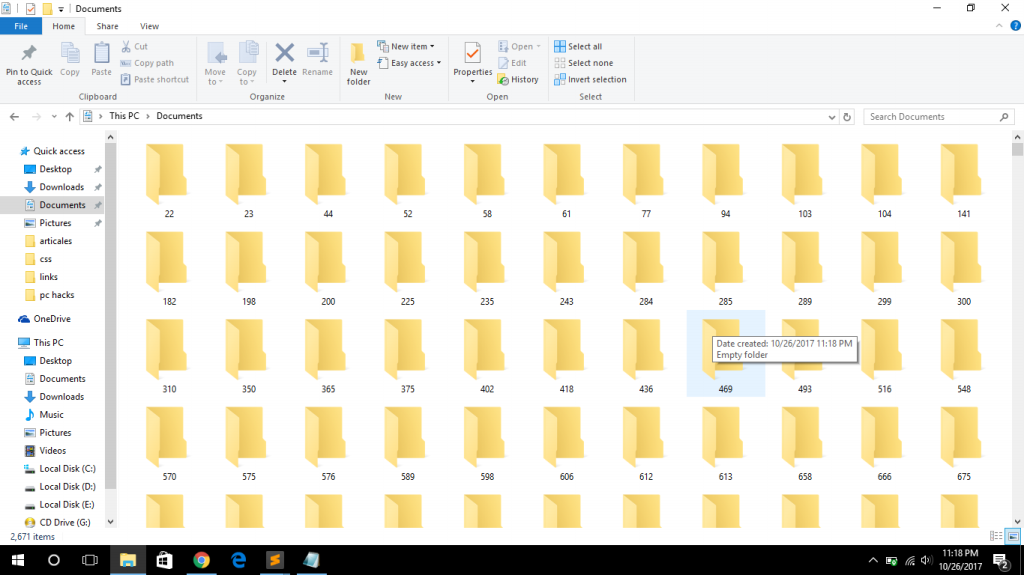 Documents
File Home Share View
Pin to Quick access
Copy
Paste
Cut
Copy path
Paste shortcut
Clipboard
Move to
Copy to
Delete
Rename
Organize
New folder
New item
Easy access
New
Properties
Open
Edit
History
Open
Select all
Select none
Invert selection
Select
This PC Documents
Search Documents
Quick access
Desktop
Downloads
Documents
Pictures
articales
css
links
pc hacks
OneDrive
This PC
Desktop
Documents
Downloads
Music
Pictures
Videos
Local Disk (C:)
Local Disk (D:)
Local Disk (E:)
CD Drive (G:)
22 23 44 52 58 61 77 94 103 104 141
182 198 200 225 235 243 284 285 289 299 300
Date created: 10/26/2017 11:18 PM
Empty folder
310 350 365 375 402 418 436 469 493 516 548
570 575 576 589 598 606 612 613 658 666 675
2,671 items
11:18 PM
10/26/2017
2